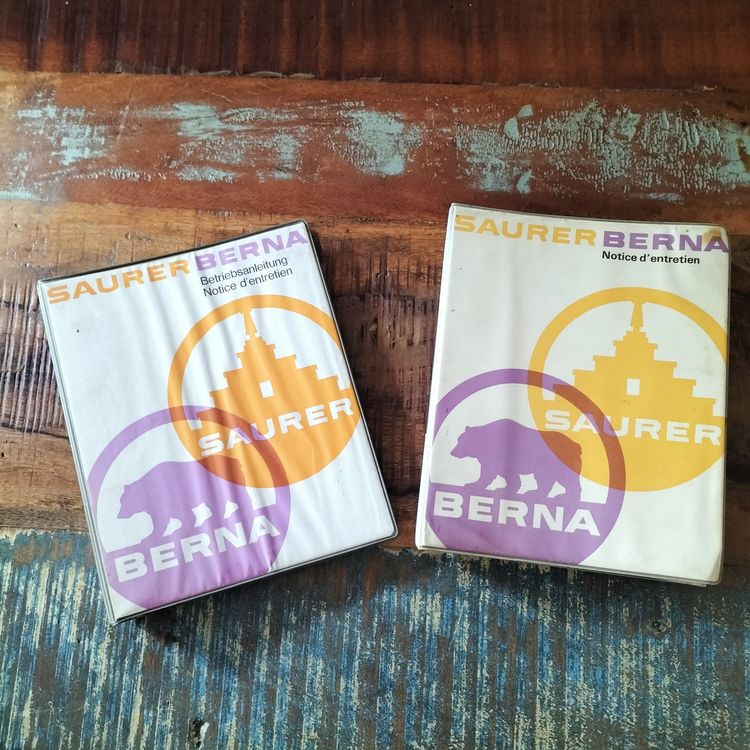 SAURER BERNA
Betriebsanleitung
Notice d'entretien
SAURER
BERNA
SAURER BERNA
Notice d'entretien
SAURER
BERNA